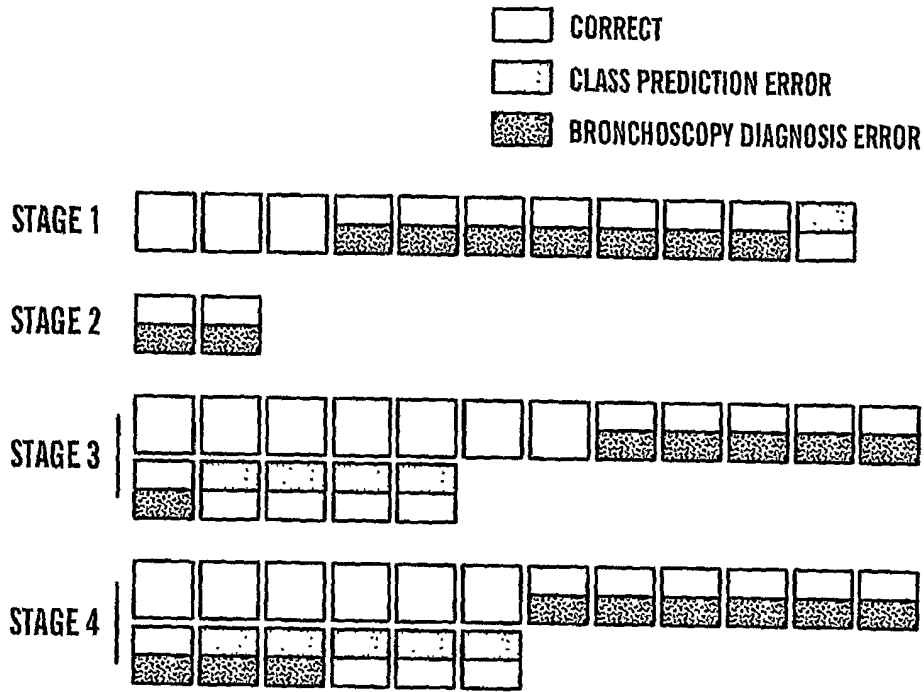 CORRECT
CLASS PREDICTION ERROR
BRONCHOSCOPY DIAGNOSIS ERROR
STAGE 1
STAGE 2
STAGE 3
STAGE 4